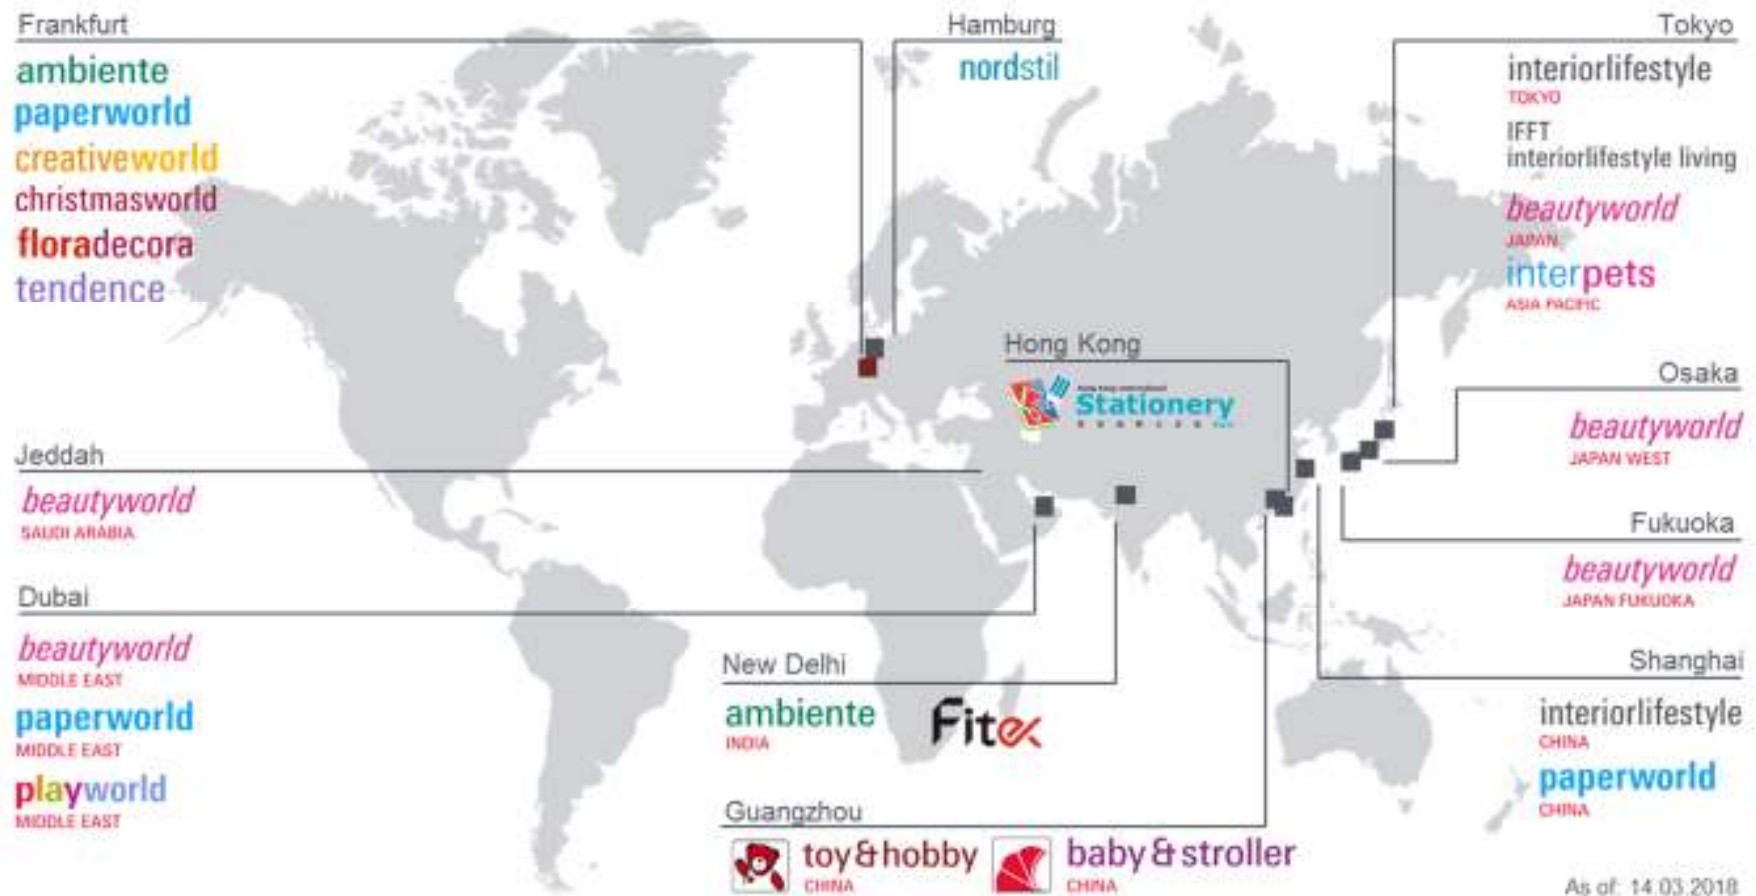 Frankfurt
ambiente
paperworld
creativeworld
christmasworld
floradecora
tendence
Hamburg
nordstil
Tokyo
interiorlifestyle
TOKYO
IFFT
interiorlifestyle living
beautyworld
JAPAN
interpets
ASIA PACIFIC
Hong Kong
Stationery
Osaka
beautyworld
JAPAN WEST
Jeddah
beautyworld
SAUDI ARABIA
Fukuoka
beautyworld
JAPAN FUKUOKA
Dubai
beautyworld
MIDDLE EAST
paperworld
MIDDLE EAST
playworld
MIDDLE EAST
New Delhi
ambiente
INDIA
Fitex
Shanghai
interiorlifestyle
CHINA
paperworld
CHINA
Guangzhou
toy&hobby
CHINA
baby&stroller
CHINA
As of: 14.03.2018